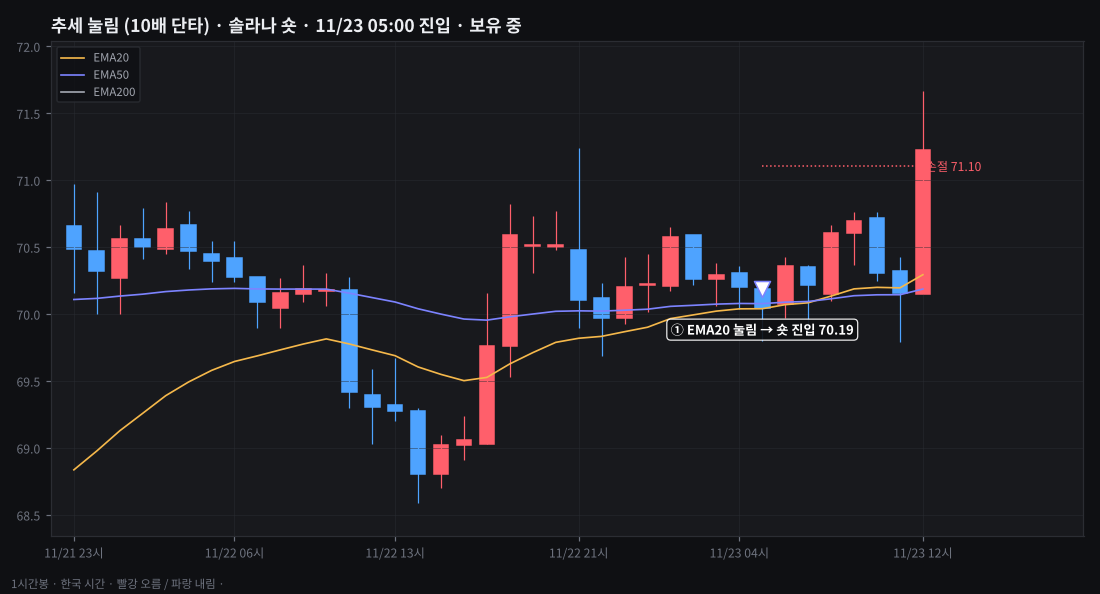 추세 눌림 (10배 단타) · 솔라나 숏 · 11/23 05:00 진입 · 보유 중
72.0
71.5
71.0
70.5
70.0
69.5
69.0
68.5
EMA20
EMA50
EMA200
손절 71.10
① EMA20 눌림 → 숏 진입 70.19
11/21 23시
11/22 06시
11/22 13시
11/22 21시
11/23 04시
11/23 12시
1시간봉 · 한국 시간 · 빨강 오름 / 파랑 내림 ·